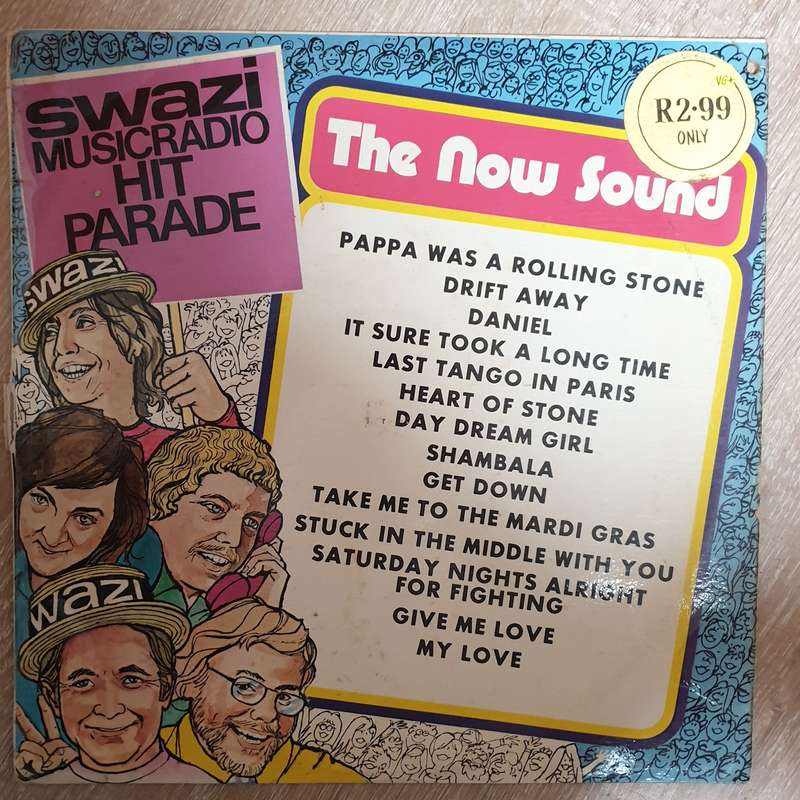 swazi
MUSICRADIO
HIT
PARADE
VG+
R2·99
ONLY
The Now Sound
PAPPA WAS A ROLLING STONE
DRIFT AWAY
DANIEL
IT SURE TOOK A LONG TIME
LAST TANGO IN PARIS
HEART OF STONE
DAY DREAM GIRL
SHAMBALA
GET DOWN
TAKE ME TO THE MARDI GRAS
STUCK IN THE MIDDLE WITH YOU
SATURDAY NIGHTS ALRIGHT
FOR FIGHTING
GIVE ME LOVE
MY LOVE
swazi
wazi